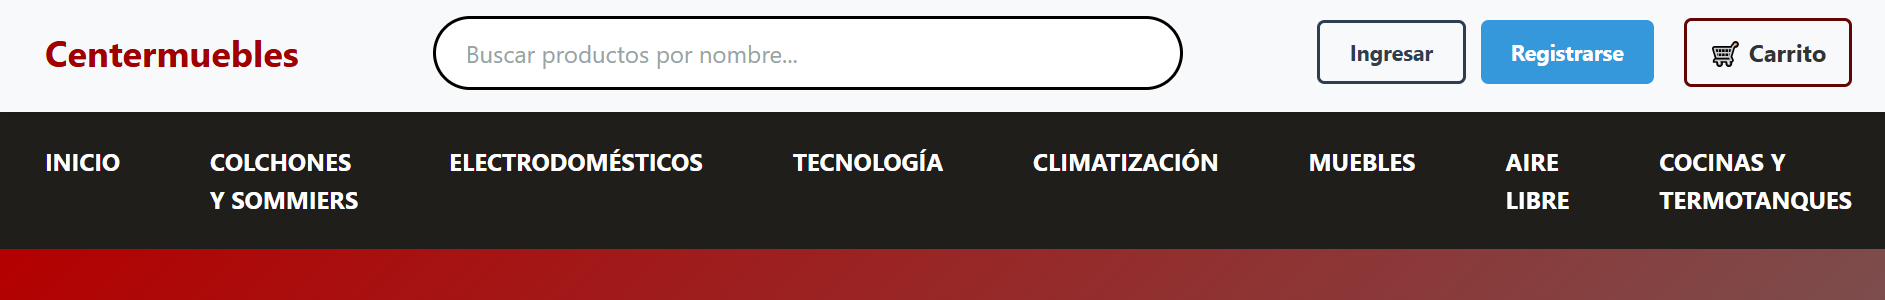 Centermuebles
Buscar productos por nombre...
Ingresar
Registrarse
Carrito
INICIO
COLCHONES
Y SOMMIERS
ELECTRODOMÉSTICOS
TECNOLOGÍA
CLIMATIZACIÓN
MUEBLES
AIRE
LIBRE
COCINAS Y
TERMOTANQUES